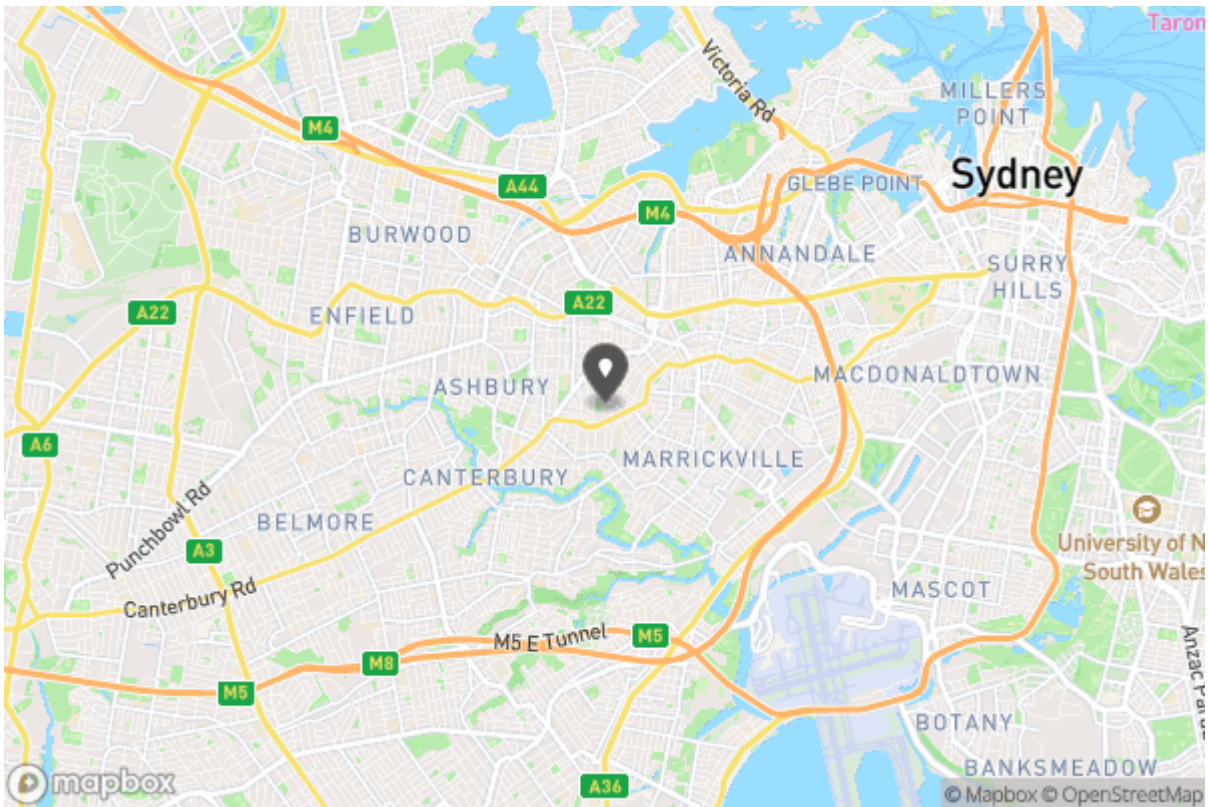 Taron
Victoria Rd
MILLERS
POINT
M4
Sydney
A44
GLEBE POINT
M4
BURWOOD
ANNANDALE
SURRY
HILLS
A22
A22
ENFIELD
ASHBURY
MACDONALDTOWN
A6
MARRICKVILLE
CANTERBURY
Punchbowl Rd
BELMORE
University of N
South Wales
A3
MASCOT
Canterbury Rd
M5 E Tunnel
M5
M8
M5
Anzac Para
BOTANY
BANKSMEADOW
mapbox
A36
© Mapbox © OpenStreetMap